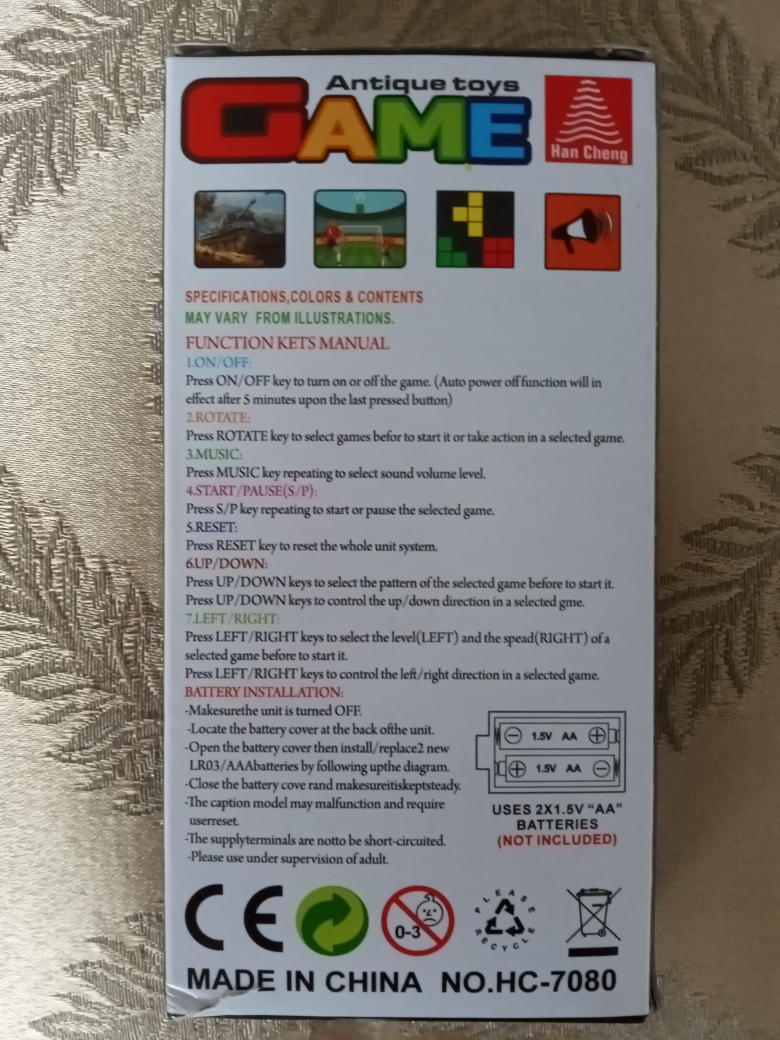 Antique toys
GAME
Han Cheng
SPECIFICATIONS,COLORS & CONTENTS
MAY VARY FROM ILLUSTRATIONS.
FUNCTION KETS MANUAL
1.ON/OFF:
Press ON/OFF key to turn on or off the game. (Auto power off function will in
effect after 5 minutes upon the last pressed button)
2.ROTATE:
Press ROTATE key to select games befor to start it or take action in a selected game.
3.MUSIC:
Press MUSIC key repeating to select sound volume level.
4.START/PAUSE(S/P):
Press S/P key repeating to start or pause the selected game.
5.RESET:
Press RESET key to reset the whole unit system.
6.UP/DOWN:
Press UP/DOWN keys to select the pattern of the selected game before to start it.
Press UP/DOWN keys to control the up/down direction in a selected gme.
7.LEFT/RIGHT:
Press LEFT/RIGHT keys to select the level(LEFT) and the spead(RIGHT) of a
selected game before to start it.
Press LEFT/RIGHT keys to control the left/right direction in a selected game.
BATTERY INSTALLATION:
-Makesurethe unit is turned OFF.
-Locate the battery cover at the back ofthe unit.
-Open the battery cover then install/replace2 new
LR03/AAAbatteries by following upthe diagram.
-Close the battery cove rand makesureitiskeptsteady.
-The caption model may malfunction and require
userreset.
-The supplyterminals are notto be short-circuited.
-Please use under supervision of adult.
1.5V AA
1.5V AA
USES 2X1.5V “AA”
BATTERIES
(NOT INCLUDED)
CE
0-3
PLEASE
RECYCLE
MADE IN CHINA NO.HC-7080